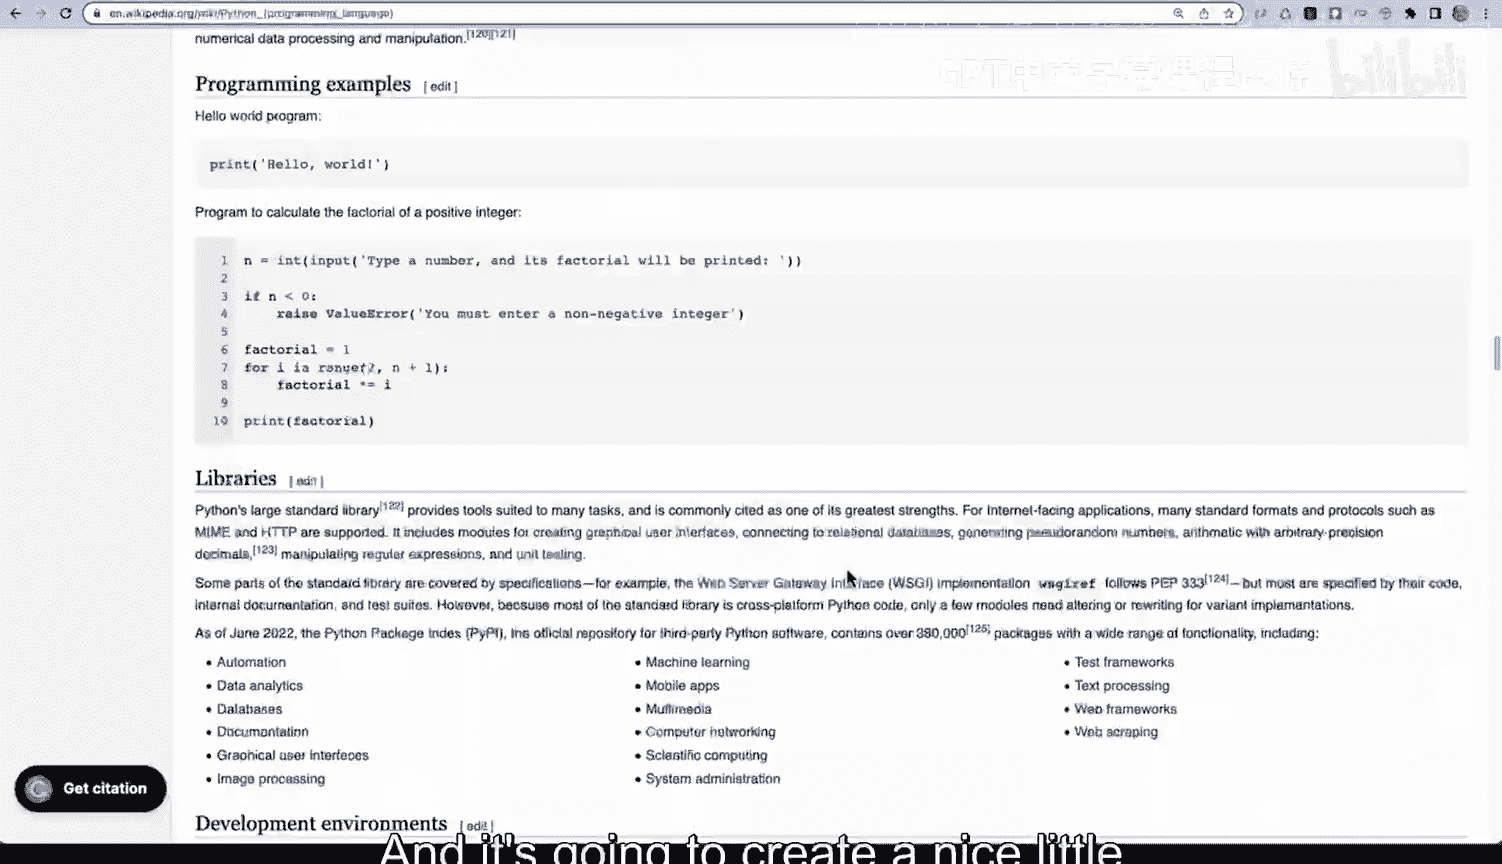 en.wikipedia.org/wiki/Python_(programming_language)
numerical data processing and manipulation.[120][121]
bilibili
Programming examples [ edit ]
Hello world program:
print('Hello, world!')
Program to calculate the factorial of a positive integer:
1 n = int(input('Type a number, and its factorial will be printed: '))
2
3 if n < 0:
4 raise ValueError('You must enter a non-negative integer')
5
6 factorial = 1
7 for i in range(2, n + 1):
8 factorial *= i
9
10 print(factorial)
Libraries [ edit ]
Python's large standard library[122] provides tools suited to many tasks, and is commonly cited as one of its greatest strengths. For Internet-facing applications, many standard formats and protocols such as
MIME and HTTP are supported. It includes modules for creating graphical user interfaces, connecting to relational databases, generating pseudorandom numbers, arithmetic with arbitrary-precision
decimals,[123] manipulating regular expressions, and unit testing.
Some parts of the standard library are covered by specifications—for example, the Web Server Gateway Interface (WSGI) implementation wsgiref follows PEP 333[124]—but most are specified by their code,
internal documentation, and test suites. However, because most of the standard library is cross-platform Python code, only a few modules need altering or rewriting for variant implementations.
As of June 2022, the Python Package Index (PyPI), the official repository for third-party Python software, contains over 380,000[125] packages with a wide range of functionality, including:
• Automation
• Data analytics
• Databases
• Documentation
• Graphical user interfaces
• Image processing
• Machine learning
• Mobile apps
• Multimedia
• Computer networking
• Scientific computing
• System administration
• Test frameworks
• Text processing
• Web frameworks
• Web scraping
Get citation
Development environments [ edit ]
And it's going to create a nice little